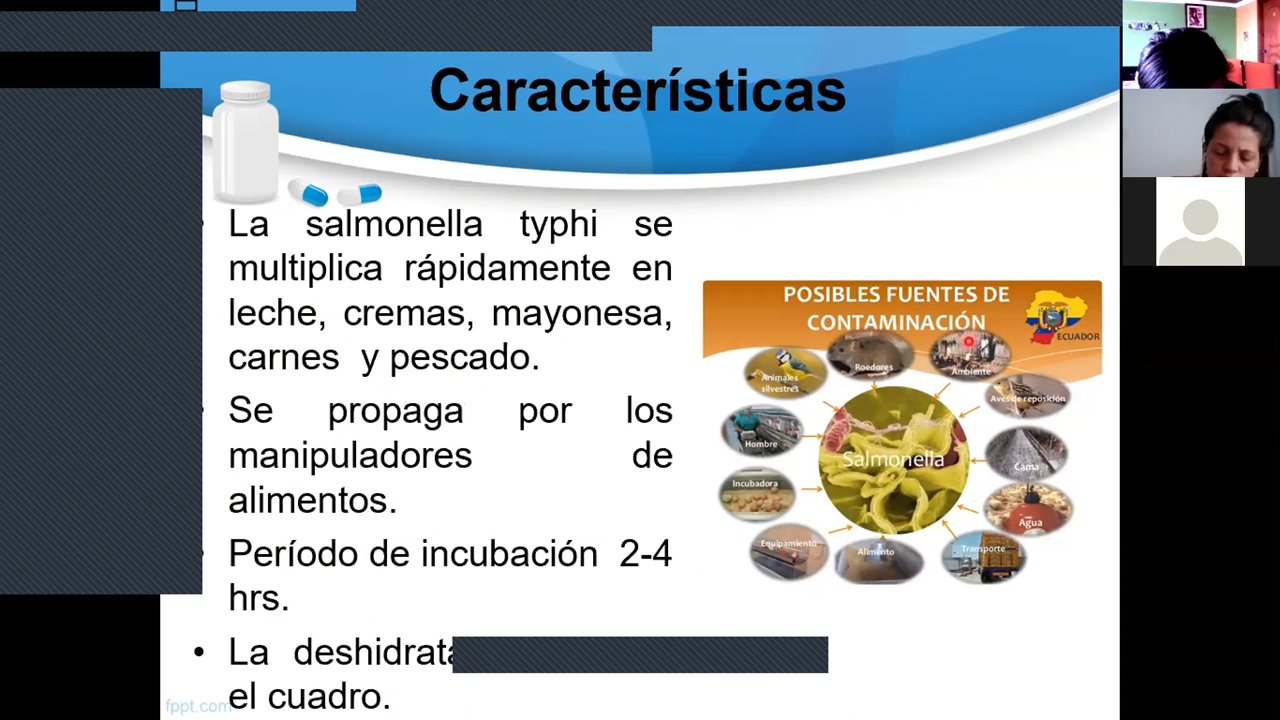 Características
• La salmonella typhi se
multiplica rápidamente en
leche, cremas, mayonesa,
carnes y pescado.
• Se propaga por los
manipuladores de
alimentos.
• Período de incubación 2-4
hrs.
• La
el cuadro.
fppt.com
POSIBLES FUENTES DE
CONTAMINACIÓN
ECUADOR
Roedores
Ambiente
Animales
silvestres
Aves de reposición
Hombre
Salmonella
Cama
Incubadora
Agua
Equipamiento
Alimento
Transporte